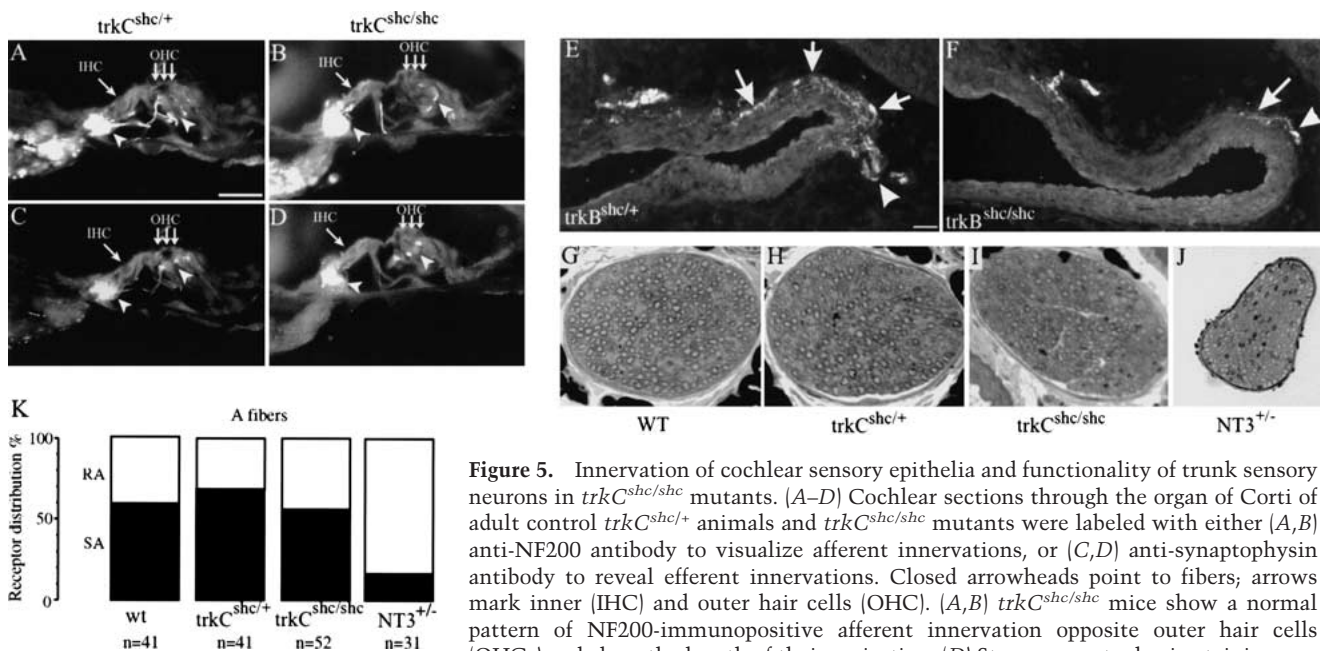 trkC^shc/+ trkC^shc/shc
A IHC OHC
B IHC OHC
C IHC OHC
D IHC OHC
E trkB^shc/+
F trkB^shc/shc
G H I J
WT trkC^shc/+ trkC^shc/shc NT3^+/-
K A fibers
Receptor distribution %
100
RA
50
SA
0
wt trkC^shc/+ trkC^shc/shc NT3^+/-
n=41 n=41 n=52 n=31
Figure 5. Innervation of cochlear sensory epithelia and functionality of trunk sensory
neurons in trkC^shc/shc mutants. (A–D) Cochlear sections through the organ of Corti of
adult control trkC^shc/+ animals and trkC^shc/shc mutants were labeled with either (A,B)
anti-NF200 antibody to visualize afferent innervations, or (C,D) anti-synaptophysin
antibody to reveal efferent innervations. Closed arrowheads point to fibers; arrows
mark inner (IHC) and outer hair cells (OHC). (A,B) trkC^shc/shc mice show a normal
pattern of NF200-immunopositive afferent innervation opposite outer hair cells